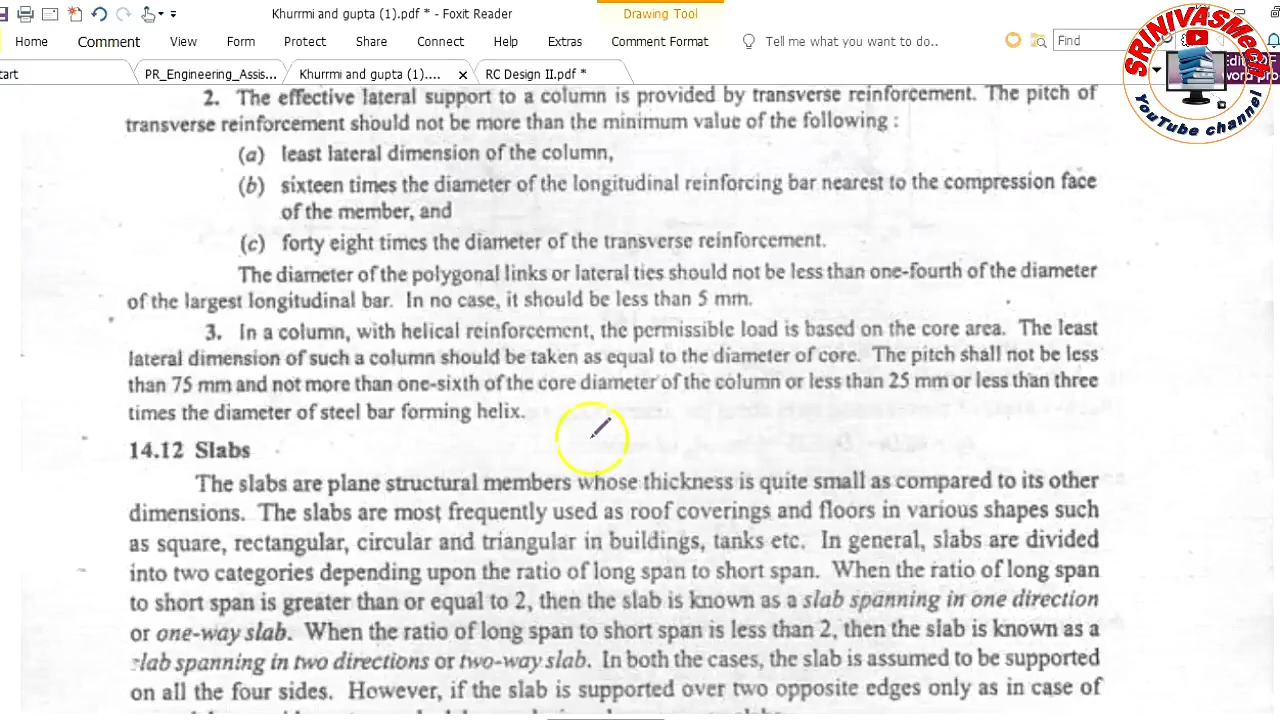 Khurrmi and gupta (1).pdf * - Foxit Reader
Drawing Tool
Home Comment View Form Protect Share Connect Help Extras Comment Format Tell me what you want to do.. Find
tart PR_Engineering_Assis... Khurrmi and gupta (1).... × RC Design II.pdf *
SRINIVASMech
YouTube channel
2. The effective lateral support to a column is provided by transverse reinforcement. The pitch of
transverse reinforcement should not be more than the minimum value of the following :
(a) least lateral dimension of the column,
(b) sixteen times the diameter of the longitudinal reinforcing bar nearest to the compression face
of the member, and
(c) forty eight times the diameter of the transverse reinforcement.
The diameter of the polygonal links or lateral ties should not be less than one-fourth of the diameter
of the largest longitudinal bar. In no case, it should be less than 5 mm.
3. In a column, with helical reinforcement, the permissible load is based on the core area. The least
lateral dimension of such a column should be taken as equal to the diameter of core. The pitch shall not be less
than 75 mm and not more than one-sixth of the core diameter of the column or less than 25 mm or less than three
times the diameter of steel bar forming helix.
14.12 Slabs
The slabs are plane structural members whose thickness is quite small as compared to its other
dimensions. The slabs are most frequently used as roof coverings and floors in various shapes such
as square, rectangular, circular and triangular in buildings, tanks etc. In general, slabs are divided
into two categories depending upon the ratio of long span to short span. When the ratio of long span
to short span is greater than or equal to 2, then the slab is known as a slab spanning in one direction
or one-way slab. When the ratio of long span to short span is less than 2, then the slab is known as a
slab spanning in two directions or two-way slab. In both the cases, the slab is assumed to be supported
on all the four sides. However, if the slab is supported over two opposite edges only as in case of